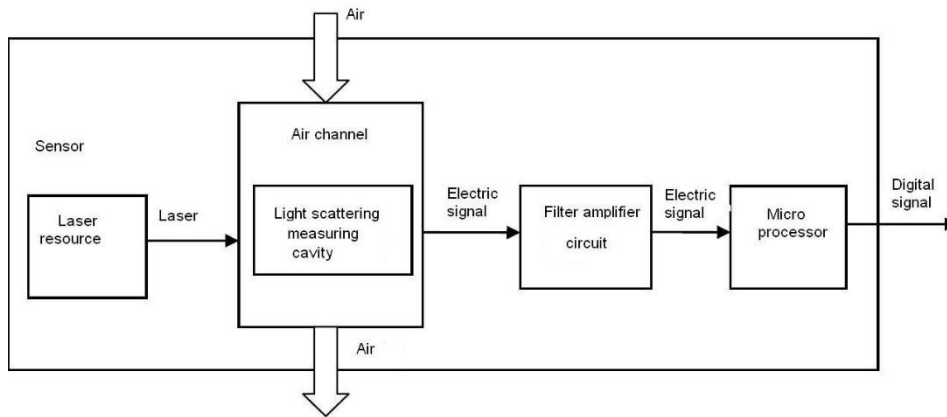 Air
Sensor
Air channel
Laser
resource
Laser
Light scattering
measuring
cavity
Electric
signal
Filter amplifier
circuit
Electric
signal
Micro
processor
Digital
signal
Air